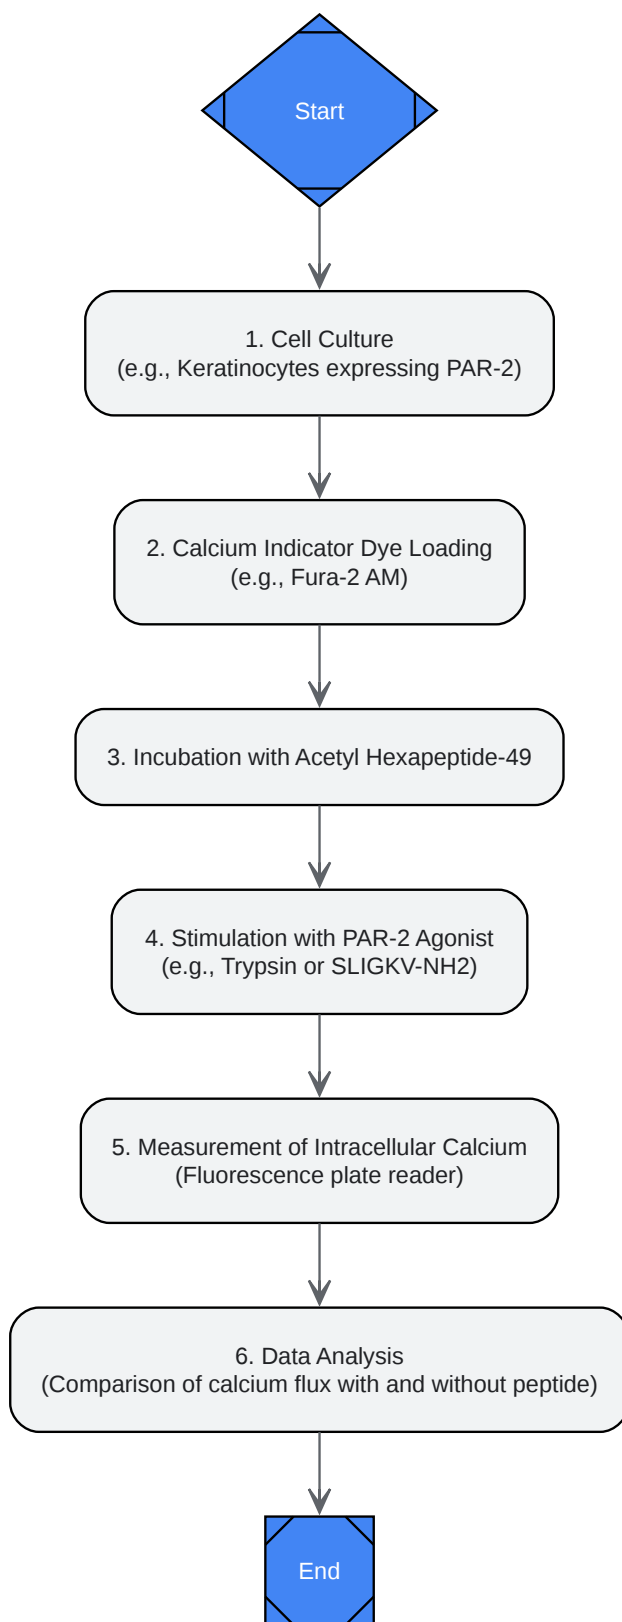 Start
1. Cell Culture
(e.g., Keratinocytes expressing PAR-2)
2. Calcium Indicator Dye Loading
(e.g., Fura-2 AM)
3. Incubation with Acetyl Hexapeptide-49
4. Stimulation with PAR-2 Agonist
(e.g., Trypsin or SLIGKV-NH2)
5. Measurement of Intracellular Calcium
(Fluorescence plate reader)
6. Data Analysis
(Comparison of calcium flux with and without peptide)
End